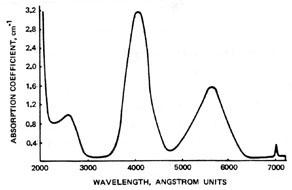 3.2
2.8
2.4
2.0
1.6
1.2
0.8
0.4
ABSORPTION COEFFICIENT, cm⁻¹
2000 3000 4000 5000 6000 7000
WAVELENGTH, ANGSTROM UNITS